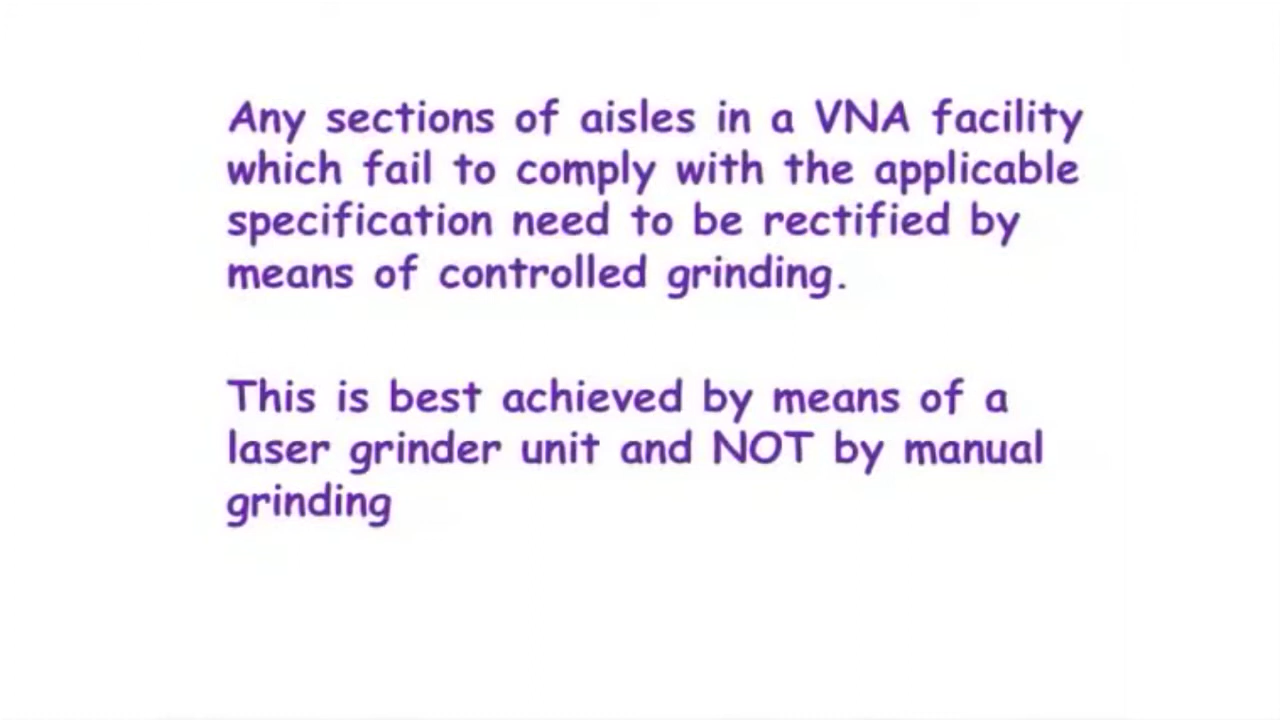 Any sections of aisles in a VNA facility
which fail to comply with the applicable
specification need to be rectified by
means of controlled grinding.
This is best achieved by means of a
laser grinder unit and NOT by manual
grinding